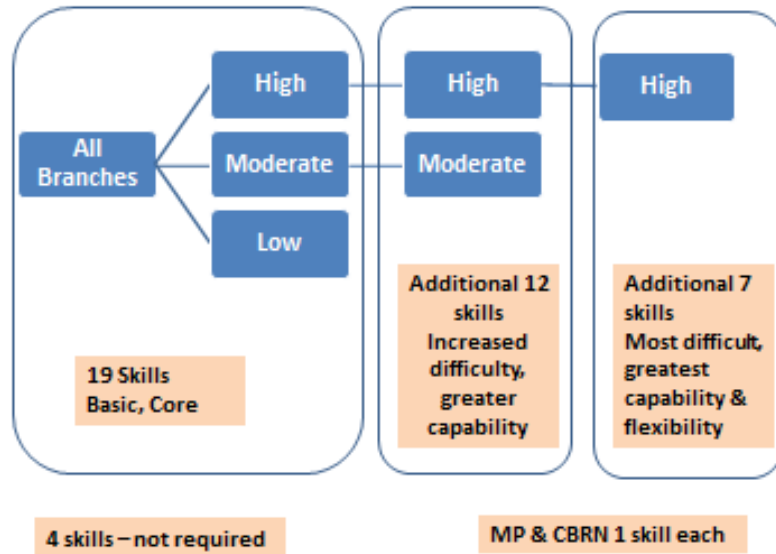 High
High
High
All
Branches
Moderate
Moderate
Low
19 Skills
Basic, Core
Additional 12
skills
Increased
difficulty,
greater
capability
Additional 7
skills
Most difficult,
greatest
capability &
flexibility
4 skills – not required
MP & CBRN 1 skill each